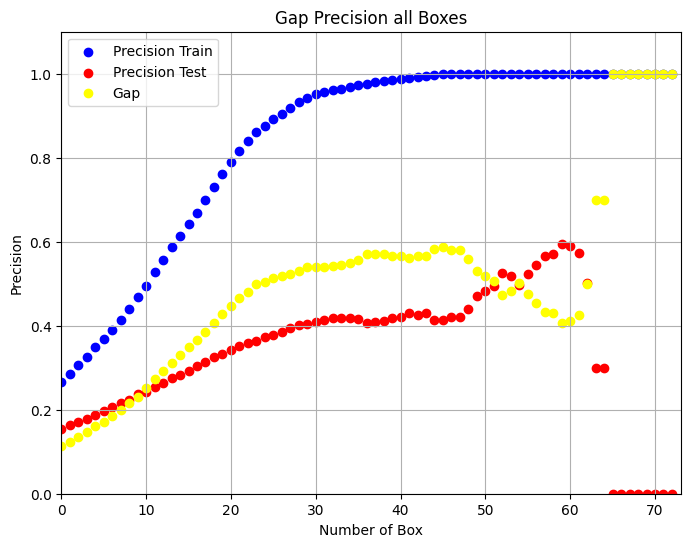 Gap Precision all Boxes
Precision Train
Precision Test
Gap
1.0
0.8
0.6
0.4
0.2
0.0
Precision
0 10 20 30 40 50 60 70
Number of Box